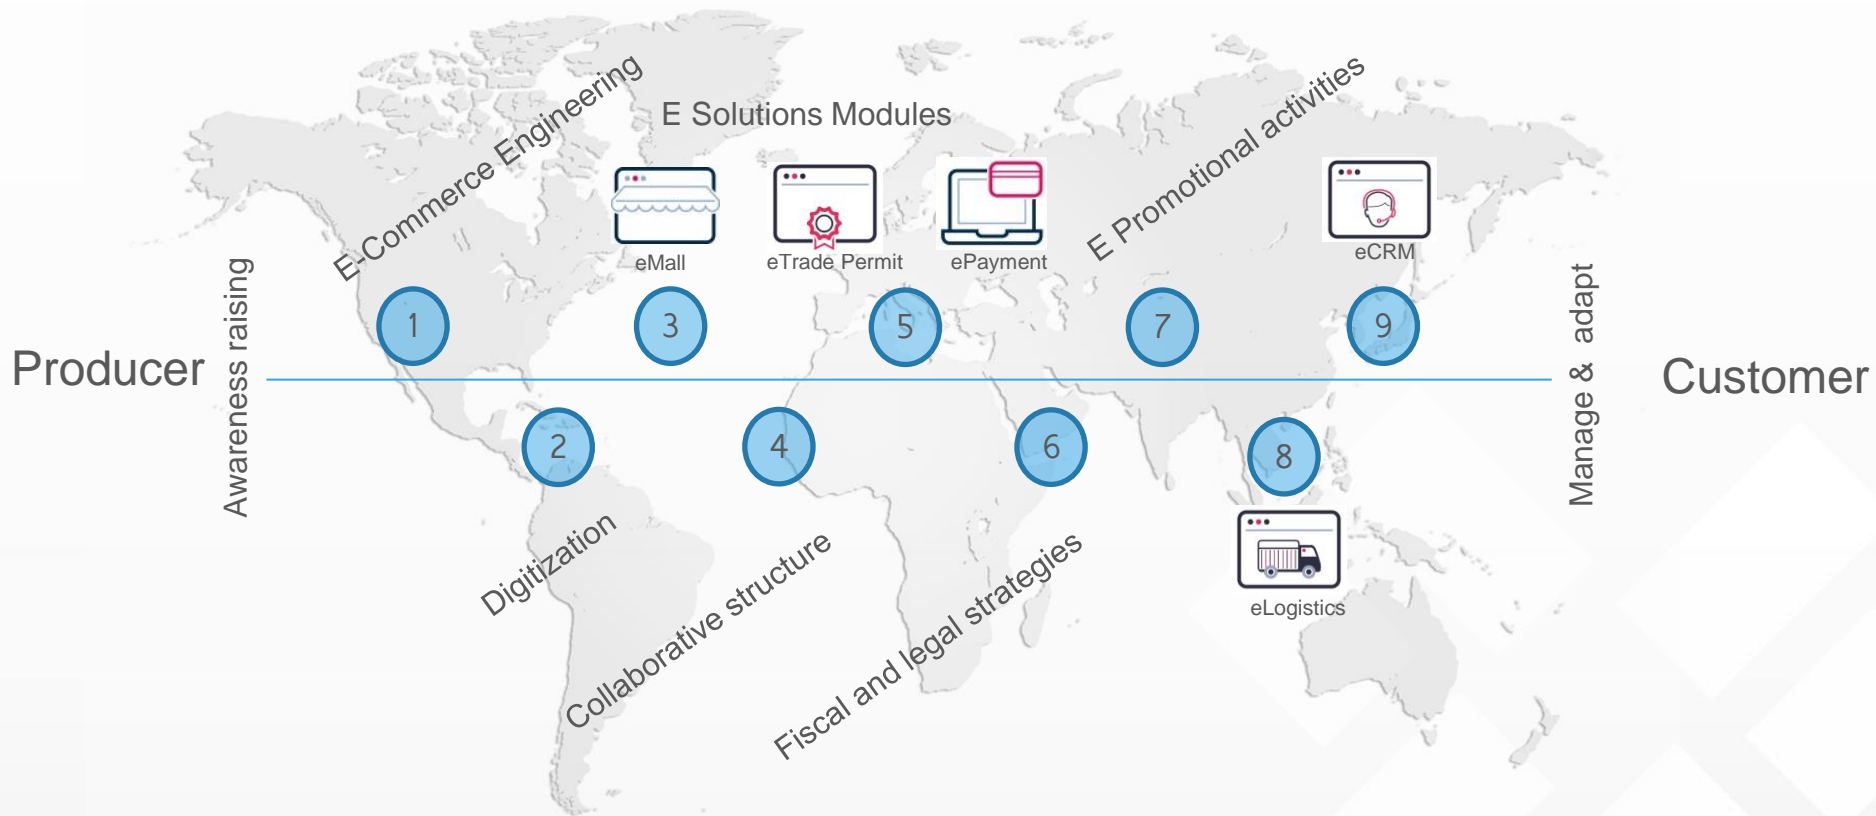 E-Commerce Engineering
E Solutions Modules
E Promotional activities
eMall
eTrade Permit
ePayment
eCRM
Awareness raising
Manage & adapt
1
3
5
7
9
Producer
Customer
2
4
6
8
Digitization
Collaborative structure
Fiscal and legal strategies
eLogistics